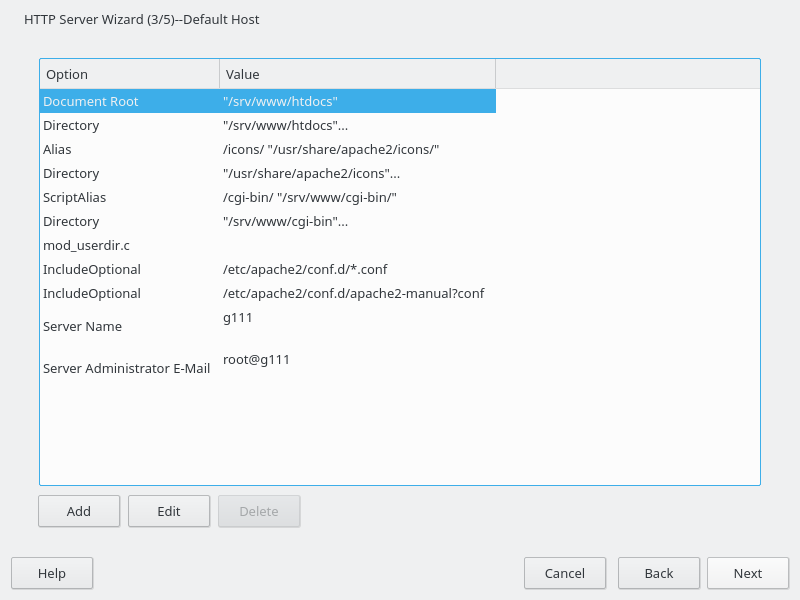 HTTP Server Wizard (3/5)--Default Host
Option Value
Document Root "/srv/www/htdocs"
Directory "/srv/www/htdocs"...
Alias /icons/ "/usr/share/apache2/icons/"
Directory "/usr/share/apache2/icons"...
ScriptAlias /cgi-bin/ "/srv/www/cgi-bin/"
Directory "/srv/www/cgi-bin"...
mod_userdir.c
IncludeOptional /etc/apache2/conf.d/*.conf
IncludeOptional /etc/apache2/conf.d/apache2-manual?conf
Server Name g111
Server Administrator E-Mail root@g111
Add Edit Delete
Help Cancel Back Next